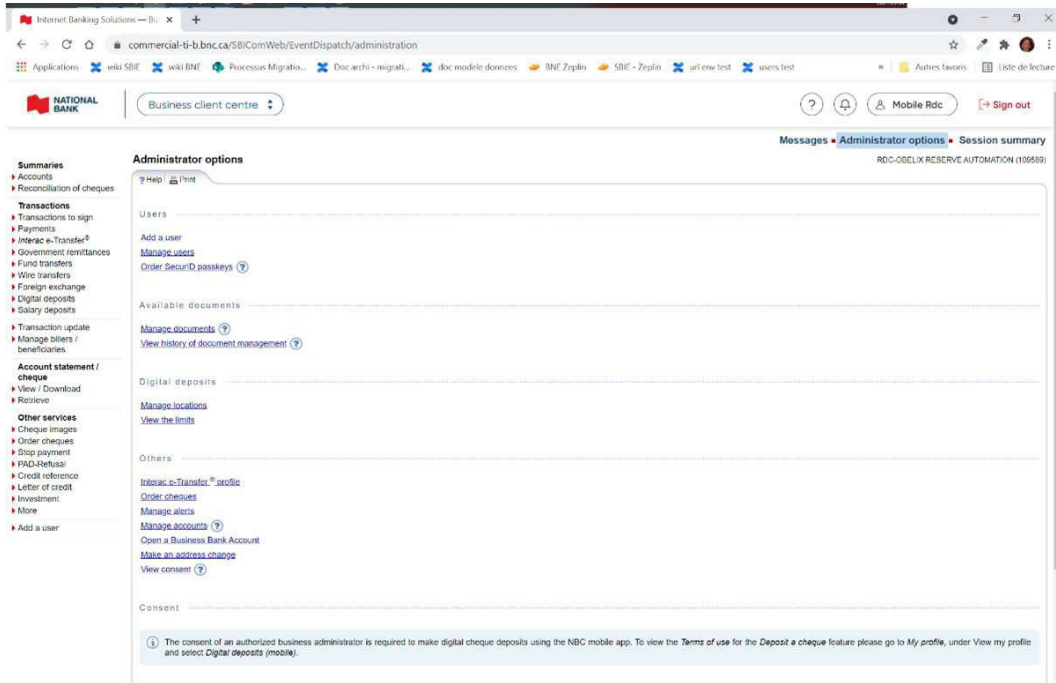 Internet Banking Solutions — Bu
commercial-ti-b.bnc.ca/SBIComWeb/EventDispatch/administration
Applications wiki SBIE wiki BNE Processus Migratio... Doc archi - migrati... doc modele donnees BNE Zeplin SBIE - Zeplin url env test users test » Autres favoris Liste de lecture
NATIONAL
BANK
Business client centre
? Mobile Rdc Sign out
Messages Administrator options Session summary
RDC-OBELIX RESERVE AUTOMATION (109589)
Summaries
Accounts
Reconciliation of cheques
Transactions
Transactions to sign
Payments
Interac e-Transfer®
Government remittances
Fund transfers
Wire transfers
Foreign exchange
Digital deposits
Salary deposits
Transaction update
Manage billers /
beneficiaries
Account statement /
cheque
View / Download
Retrieve
Other services
Cheque images
Order cheques
Stop payment
PAD-Refusal
Credit reference
Letter of credit
Investment
More
Add a user
Administrator options
? Help Print
Users
Add a user
Manage users
Order SecurID passkeys ?
Available documents
Manage documents ?
View history of document management ?
Digital deposits
Manage locations
View the limits
Others
Interac e-Transfer ® profile
Order cheques
Manage alerts
Manage accounts ?
Open a Business Bank Account
Make an address change
View consent ?
Consent
The consent of an authorized business administrator is required to make digital cheque deposits using the NBC mobile app. To view the Terms of use for the Deposit a cheque feature please go to My profile, under View my profile
and select Digital deposits (mobile).